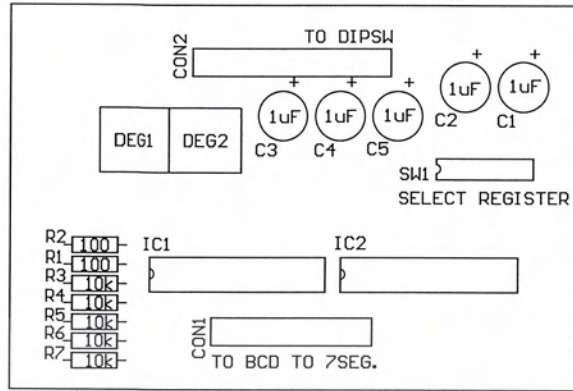 TO DIPSW
CON2
+ +
1uF 1uF
C2 C1
+ + +
1uF 1uF 1uF
C3 C4 C5
DEG1 DEG2
SW1
SELECT REGISTER
R2 100
R1 100
R3 10k
R4 10k
R5 10k
R6 10k
R7 10k
IC1 IC2
CON1
TO BCD TO 7SEG.